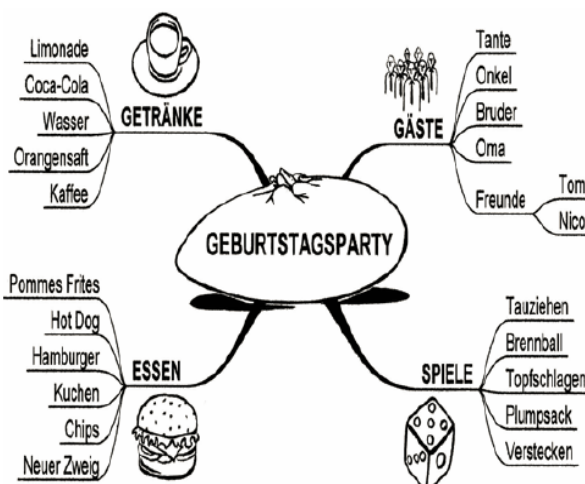 Limonade
Coca-Cola
Wasser
Orangensaft
Kaffee
GETRÄNKE
GÄSTE
Tante
Onkel
Bruder
Oma
Freunde
Tom
Nico
GEBURTSTAGSPARTY
Pommes Frites
Hot Dog
Hamburger
Kuchen
Chips
Neuer Zweig
ESSEN
SPIELE
Tauziehen
Brennball
Topfschlagen
Plumpsack
Verstecken